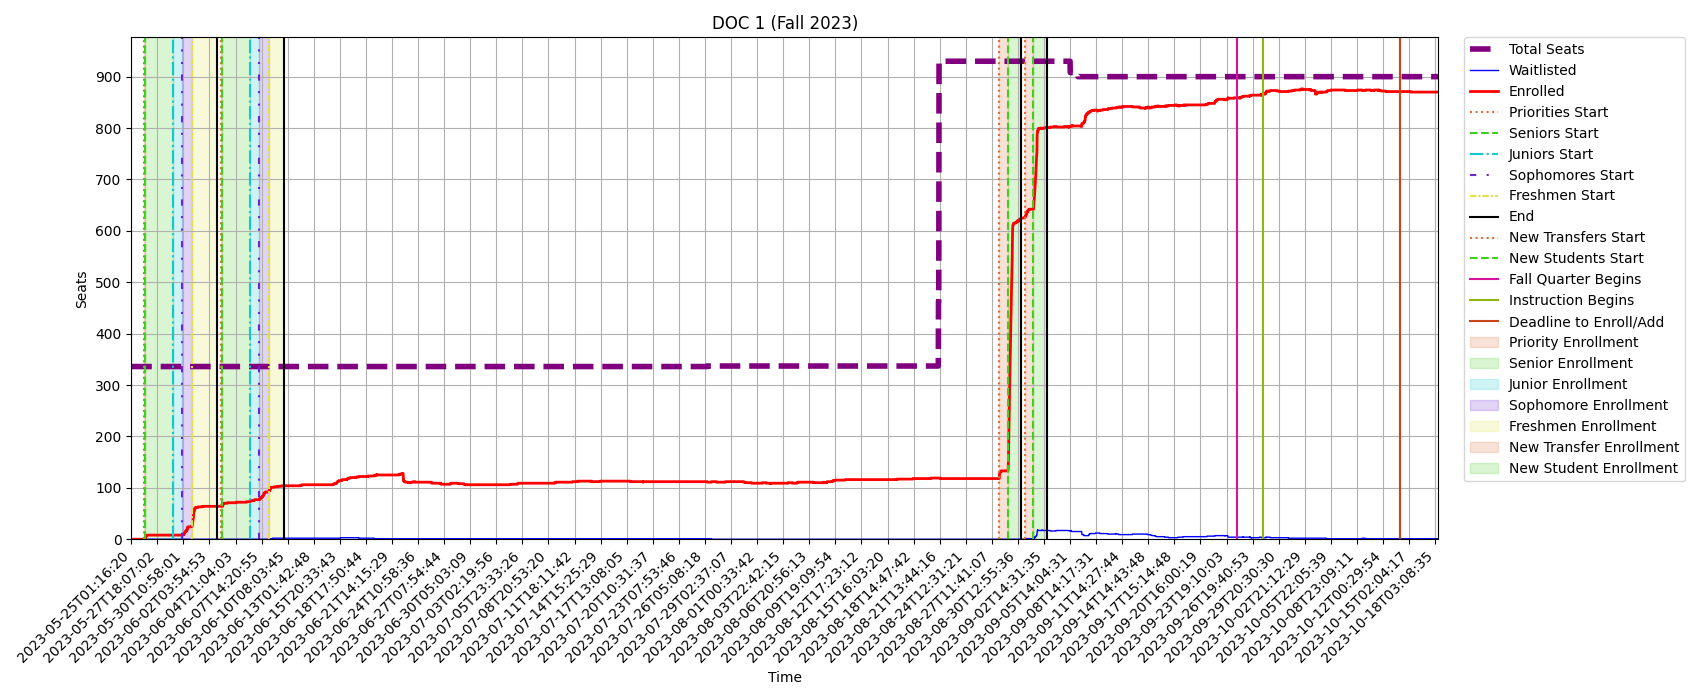 DOC 1 (Fall 2023)
Seats
900
800
700
600
500
400
300
200
100
0
2023-05-25T01:16:20
2023-05-27T18:07:02
2023-05-30T10:58:01
2023-06-02T03:54:53
2023-06-04T21:04:03
2023-06-07T14:20:55
2023-06-10T08:03:45
2023-06-13T01:42:48
2023-06-15T20:33:43
2023-06-18T17:50:44
2023-06-21T14:15:29
2023-06-24T10:58:36
2023-06-27T07:54:44
2023-06-30T05:03:09
2023-07-03T02:19:56
2023-07-05T23:33:26
2023-07-08T20:53:20
2023-07-11T18:11:42
2023-07-14T15:25:29
2023-07-17T13:08:05
2023-07-20T10:31:37
2023-07-23T07:53:46
2023-07-26T05:08:18
2023-07-29T02:37:07
2023-08-01T00:33:42
2023-08-03T22:42:15
2023-08-06T20:56:13
2023-08-09T19:09:54
2023-08-12T17:23:12
2023-08-15T16:03:20
2023-08-18T14:47:42
2023-08-21T13:44:16
2023-08-24T12:31:21
2023-08-27T11:41:07
2023-08-30T12:55:36
2023-09-02T14:31:35
2023-09-05T14:04:31
2023-09-08T14:17:31
2023-09-11T14:27:44
2023-09-14T14:43:48
2023-09-17T15:14:48
2023-09-20T16:00:19
2023-09-23T19:10:03
2023-09-26T19:40:53
2023-09-29T20:30:30
2023-10-02T21:12:29
2023-10-05T22:05:39
2023-10-08T23:09:11
2023-10-12T00:29:54
2023-10-15T02:04:17
2023-10-18T03:08:35
Time
Total Seats
Waitlisted
Enrolled
Priorities Start
Seniors Start
Juniors Start
Sophomores Start
Freshmen Start
End
New Transfers Start
New Students Start
Fall Quarter Begins
Instruction Begins
Deadline to Enroll/Add
Priority Enrollment
Senior Enrollment
Junior Enrollment
Sophomore Enrollment
Freshmen Enrollment
New Transfer Enrollment
New Student Enrollment